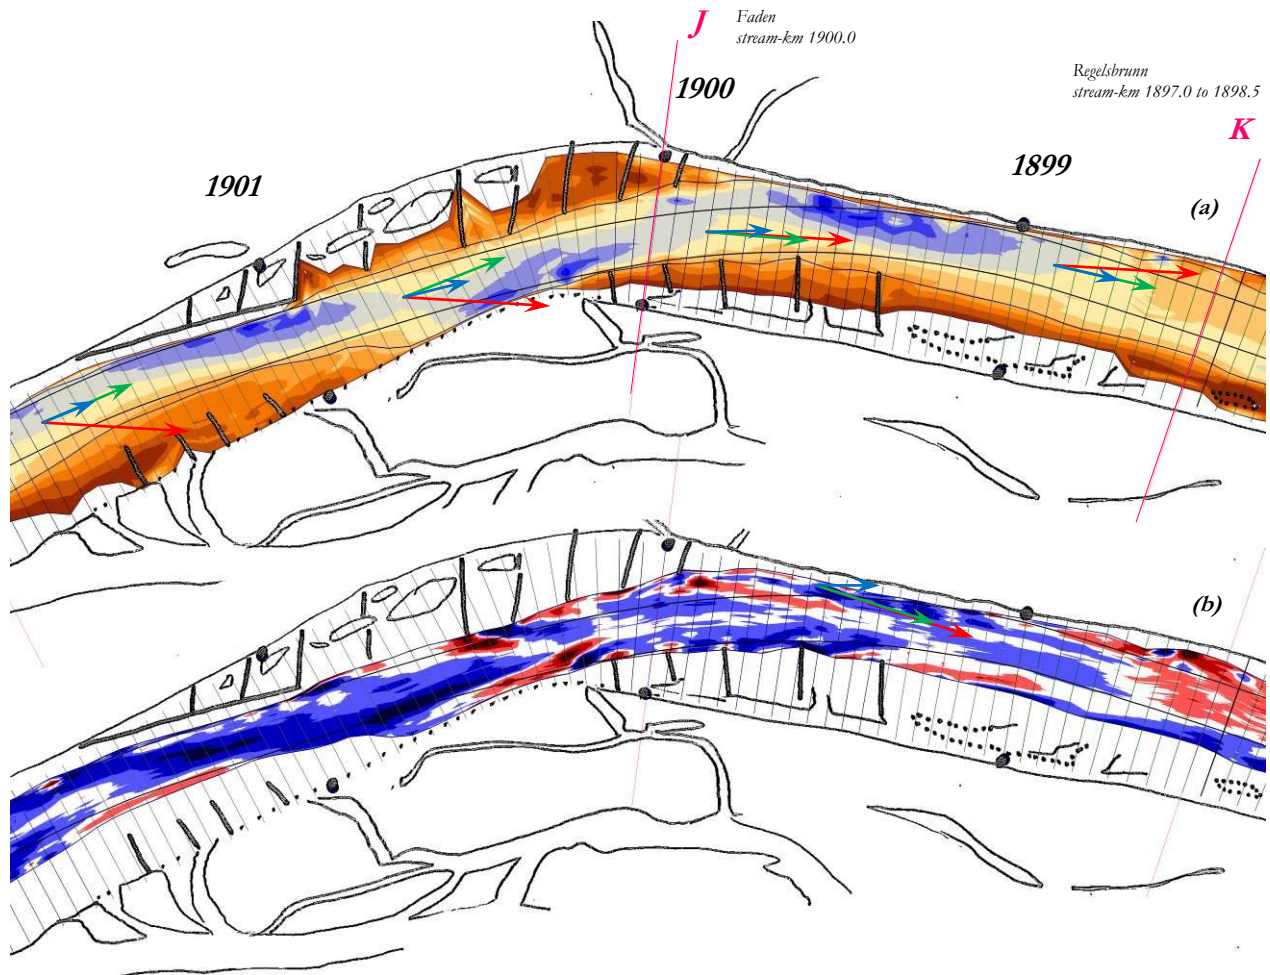 J
Faden
stream-km 1900.0
1900
Regelsbrunn
stream-km 1897.0 to 1898.5
K
1899
1901
(a)
(b)